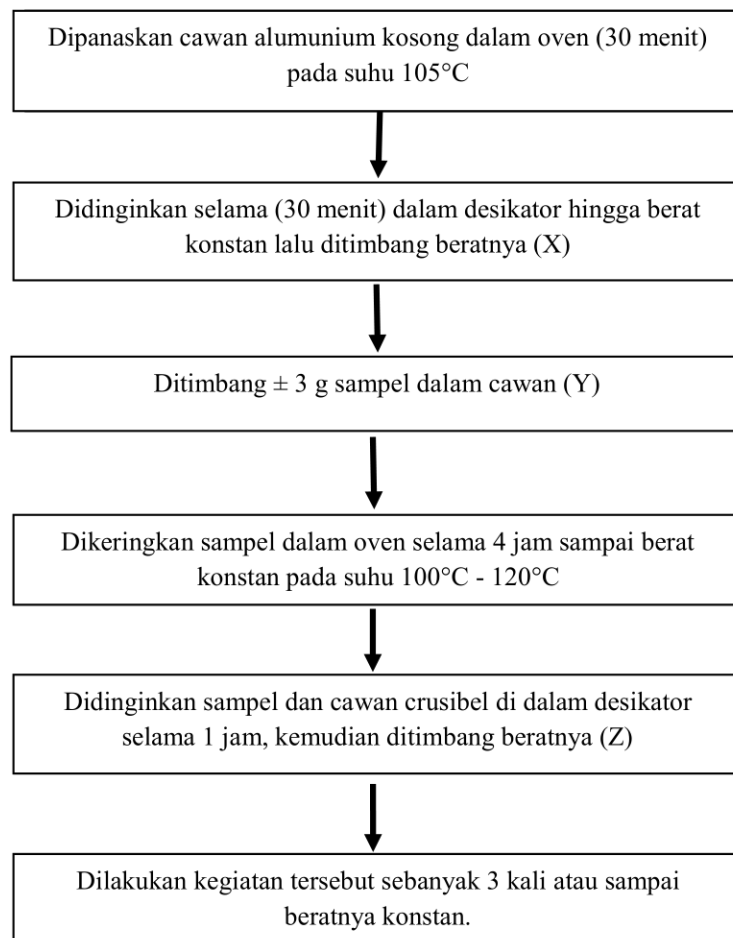 Dipanaskan cawan alumunium kosong dalam oven (30 menit)
pada suhu 105°C
Didinginkan selama (30 menit) dalam desikator hingga berat
konstan lalu ditimbang beratnya (X)
Ditimbang ± 3 g sampel dalam cawan (Y)
Dikeringkan sampel dalam oven selama 4 jam sampai berat
konstan pada suhu 100°C - 120°C
Didinginkan sampel dan cawan crusibel di dalam desikator
selama 1 jam, kemudian ditimbang beratnya (Z)
Dilakukan kegiatan tersebut sebanyak 3 kali atau sampai
beratnya konstan.